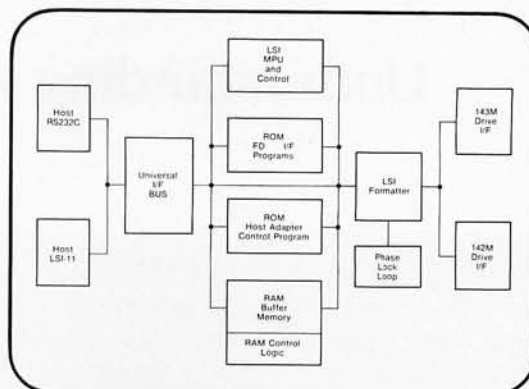 Host
RS232C
Host
LSI-11
Universal
I/F
BUS
LSI
MPU
and
Control
ROM
FD I/F
Programs
ROM
Host Adapter
Control Program
RAM
Buffer
Memory
RAM Control
Logic
LSI
Formatter
Phase
Lock
Loop
143M
Drive
I/F
142M
Drive
I/F